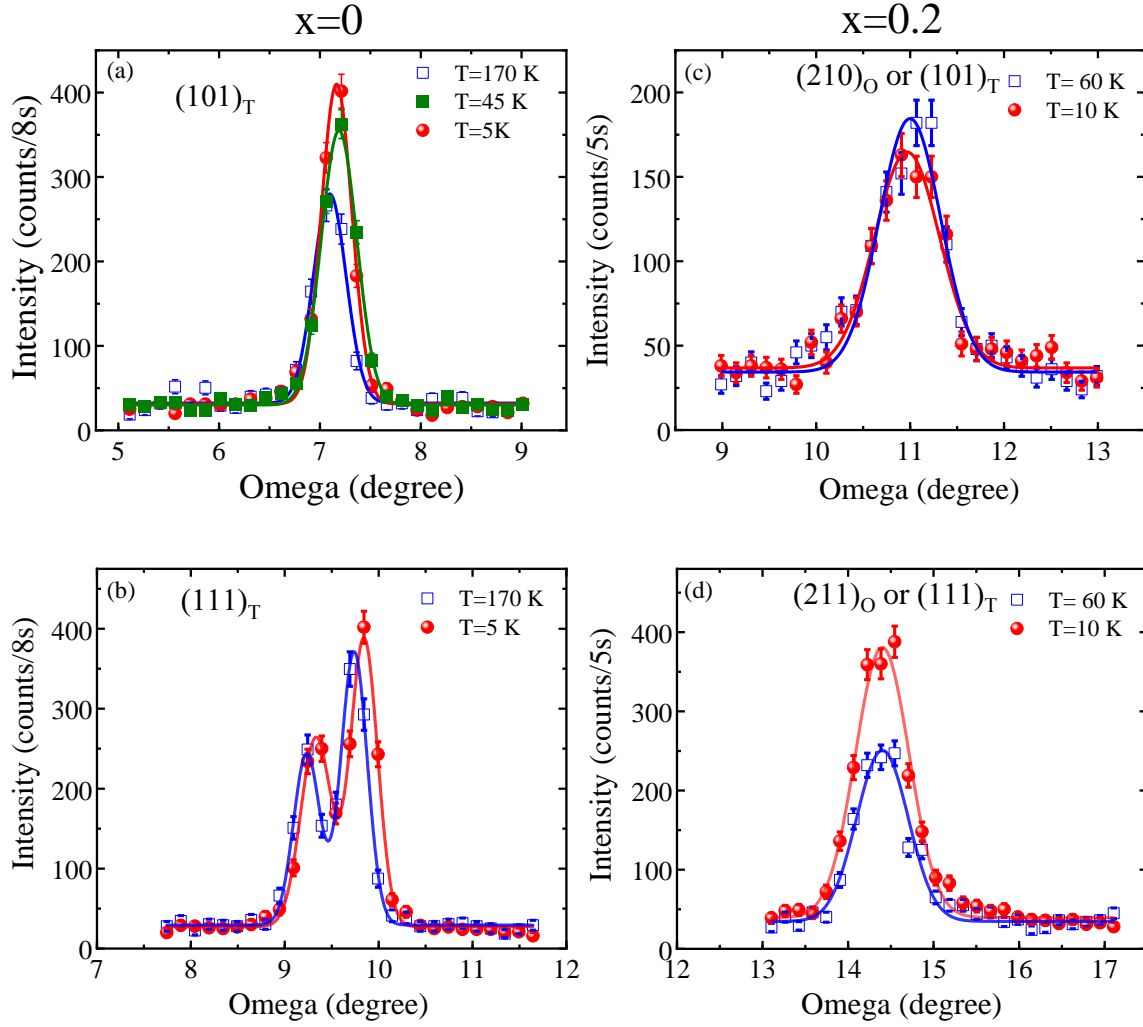 x=0
x=0.2
(a)
(101)T
T=170 K
T=45 K
T=5K
400
300
200
100
0
Intensity (counts/8s)
5 6 7 8 9
Omega (degree)
(c)
(210)O or (101)T
T= 60 K
T=10 K
200
150
100
50
0
Intensity (counts/5s)
9 10 11 12 13
Omega (degree)
(b)
(111)T
T=170 K
T=5 K
400
300
200
100
0
Intensity (counts/8s)
7 8 9 10 11 12
Omega (degree)
(d)
(211)O or (111)T
T= 60 K
T=10 K
400
300
200
100
0
Intensity (counts/5s)
12 13 14 15 16 17
Omega (degree)